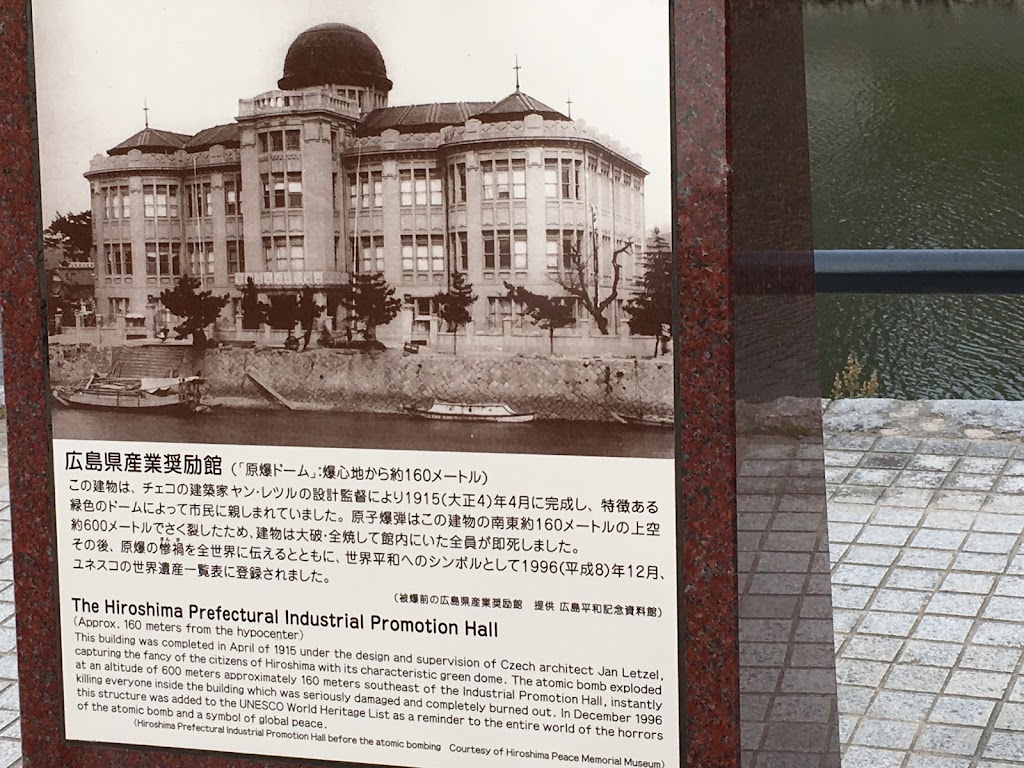 広島県産業奨励館（「原爆ドーム」：爆心地から約160メートル）
この建物は、チェコの建築家ヤン・レツルの設計監督により1915(大正4)年4月に完成し、特徴ある
緑色のドームによって市民に親しまれていました。原子爆弾はこの建物の南東約160メートルの上空
約600メートルでさく裂したため、建物は大破・全焼して館内にいた全員が即死しました。
その後、原爆の惨禍を全世界に伝えるとともに、世界平和へのシンボルとして1996(平成8)年12月、
ユネスコの世界遺産一覧表に登録されました。
（被爆前の広島県産業奨励館　提供 広島平和記念資料館）
The Hiroshima Prefectural Industrial Promotion Hall
(Approx. 160 meters from the hypocenter)
This building was completed in April of 1915 under the design and supervision of Czech architect Jan Letzel,
capturing the fancy of the citizens of Hiroshima with its characteristic green dome. The atomic bomb exploded
at an altitude of 600 meters approximately 160 meters southeast of the Industrial Promotion Hall, instantly
killing everyone inside the building which was seriously damaged and completely burned out. In December 1996
this structure was added to the UNESCO World Heritage List as a reminder to the entire world of the horrors
of the atomic bomb and a symbol of global peace.
(Hiroshima Prefectural Industrial Promotion Hall before the atomic bombing Courtesy of Hiroshima Peace Memorial Museum)